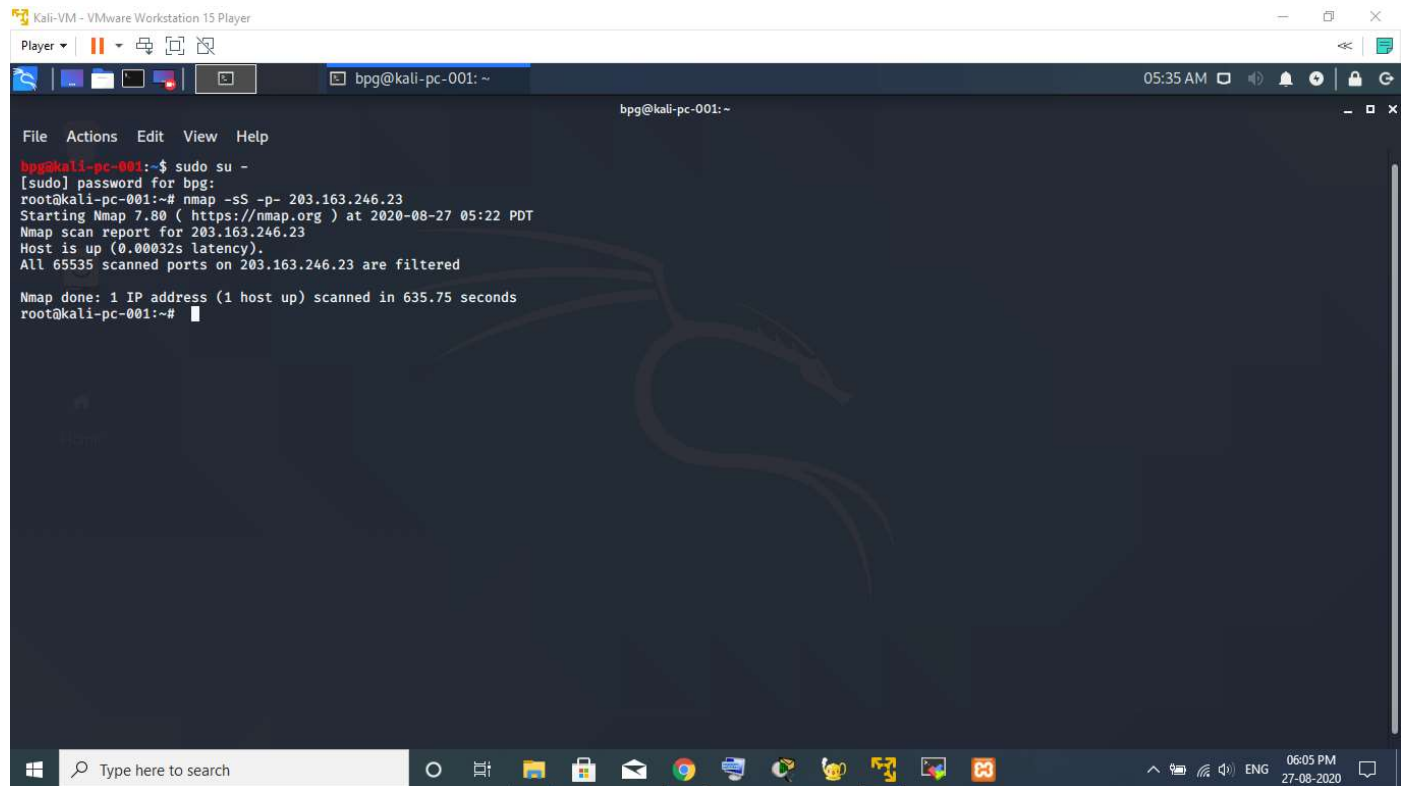 Kali-VM - VMware Workstation 15 Player
Player
bpg@kali-pc-001: ~
05:35 AM
bpg@kali-pc-001:~
File Actions Edit View Help
bpg@kali-pc-001:~$ sudo su -
[sudo] password for bpg:
root@kali-pc-001:~# nmap -sS -p- 203.163.246.23
Starting Nmap 7.80 ( https://nmap.org ) at 2020-08-27 05:22 PDT
Nmap scan report for 203.163.246.23
Host is up (0.00032s latency).
All 65535 scanned ports on 203.163.246.23 are filtered
Nmap done: 1 IP address (1 host up) scanned in 635.75 seconds
root@kali-pc-001:~#
Home
Type here to search
ENG
06:05 PM
27-08-2020